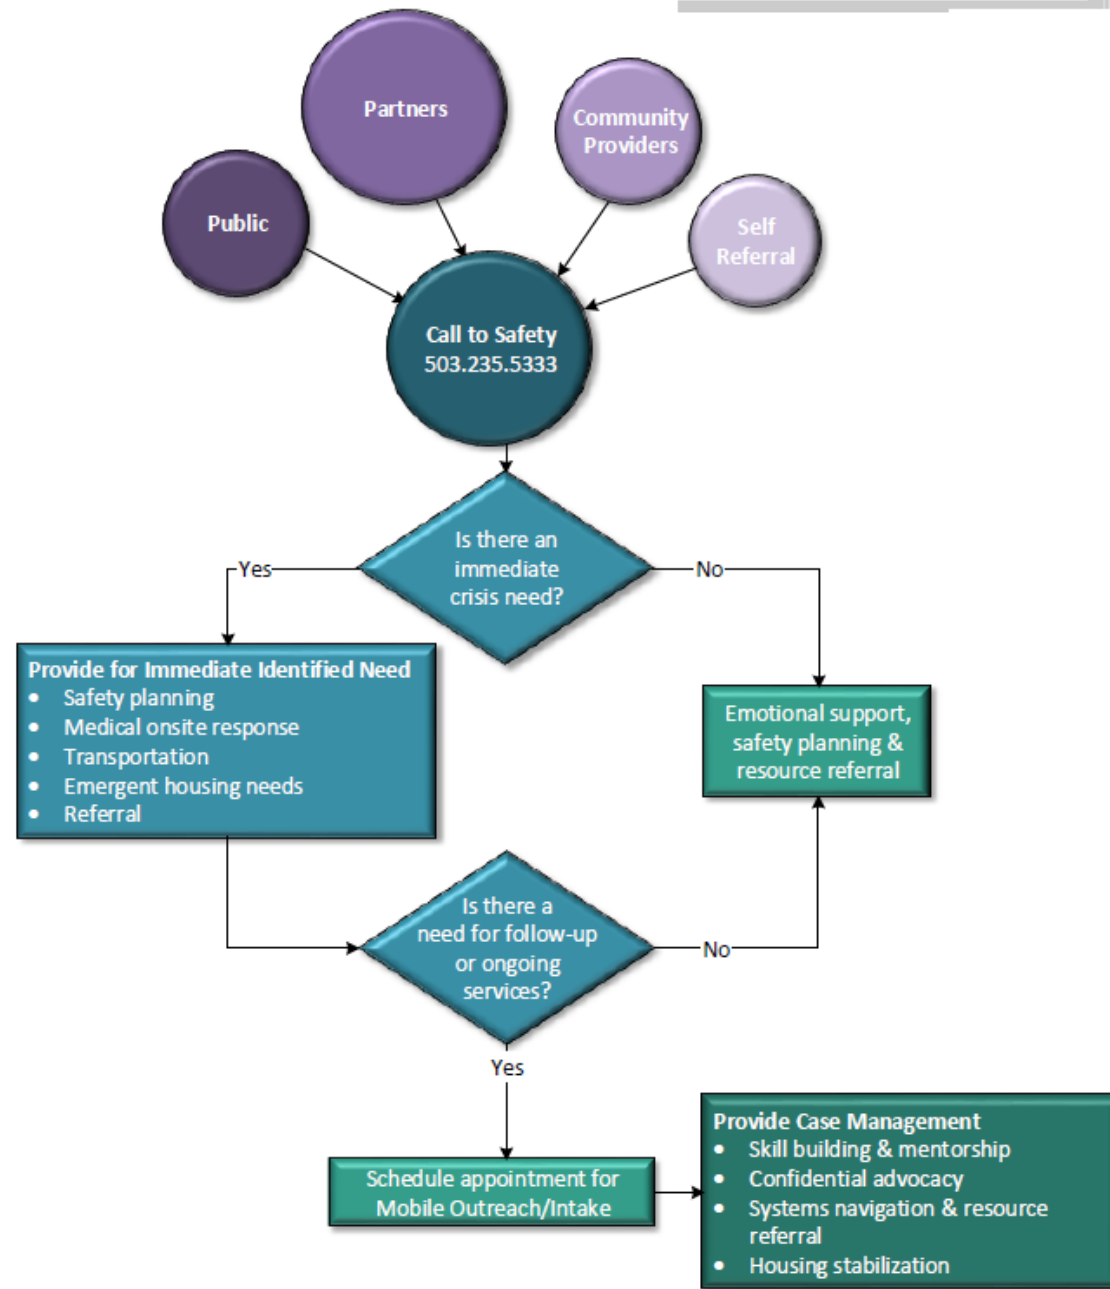 Partners
Community
Providers
Public
Self
Referral
Call to Safety
503.235.5333
Is there an
immediate
crisis need?
Yes
No
Provide for Immediate Identified Need
• Safety planning
• Medical onsite response
• Transportation
• Emergent housing needs
• Referral
Emotional support,
safety planning &
resource referral
Is there a
need for follow-up
or ongoing
services?
No
Yes
Schedule appointment for
Mobile Outreach/Intake
Provide Case Management
• Skill building & mentorship
• Confidential advocacy
• Systems navigation & resource
referral
• Housing stabilization